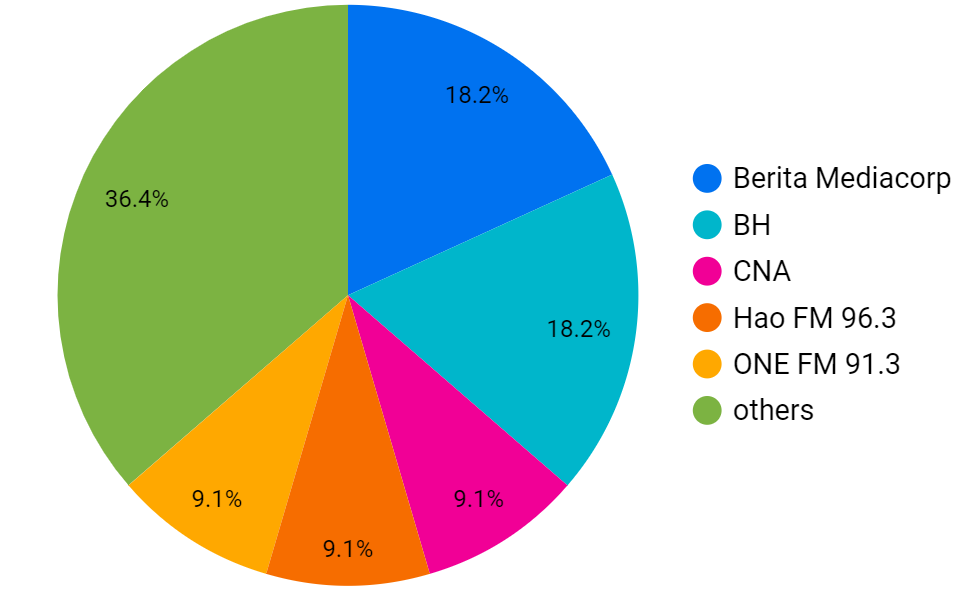 18.2%
36.4%
18.2%
9.1%
9.1%
9.1%
Berita Mediacorp
BH
CNA
Hao FM 96.3
ONE FM 91.3
others